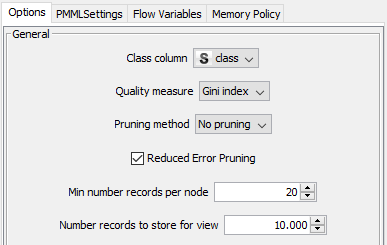 Options PMMLSettings Flow Variables Memory Policy
General
Class column S class
Quality measure Gini index
Pruning method No pruning
Reduced Error Pruning
Min number records per node 20
Number records to store for view 10.000